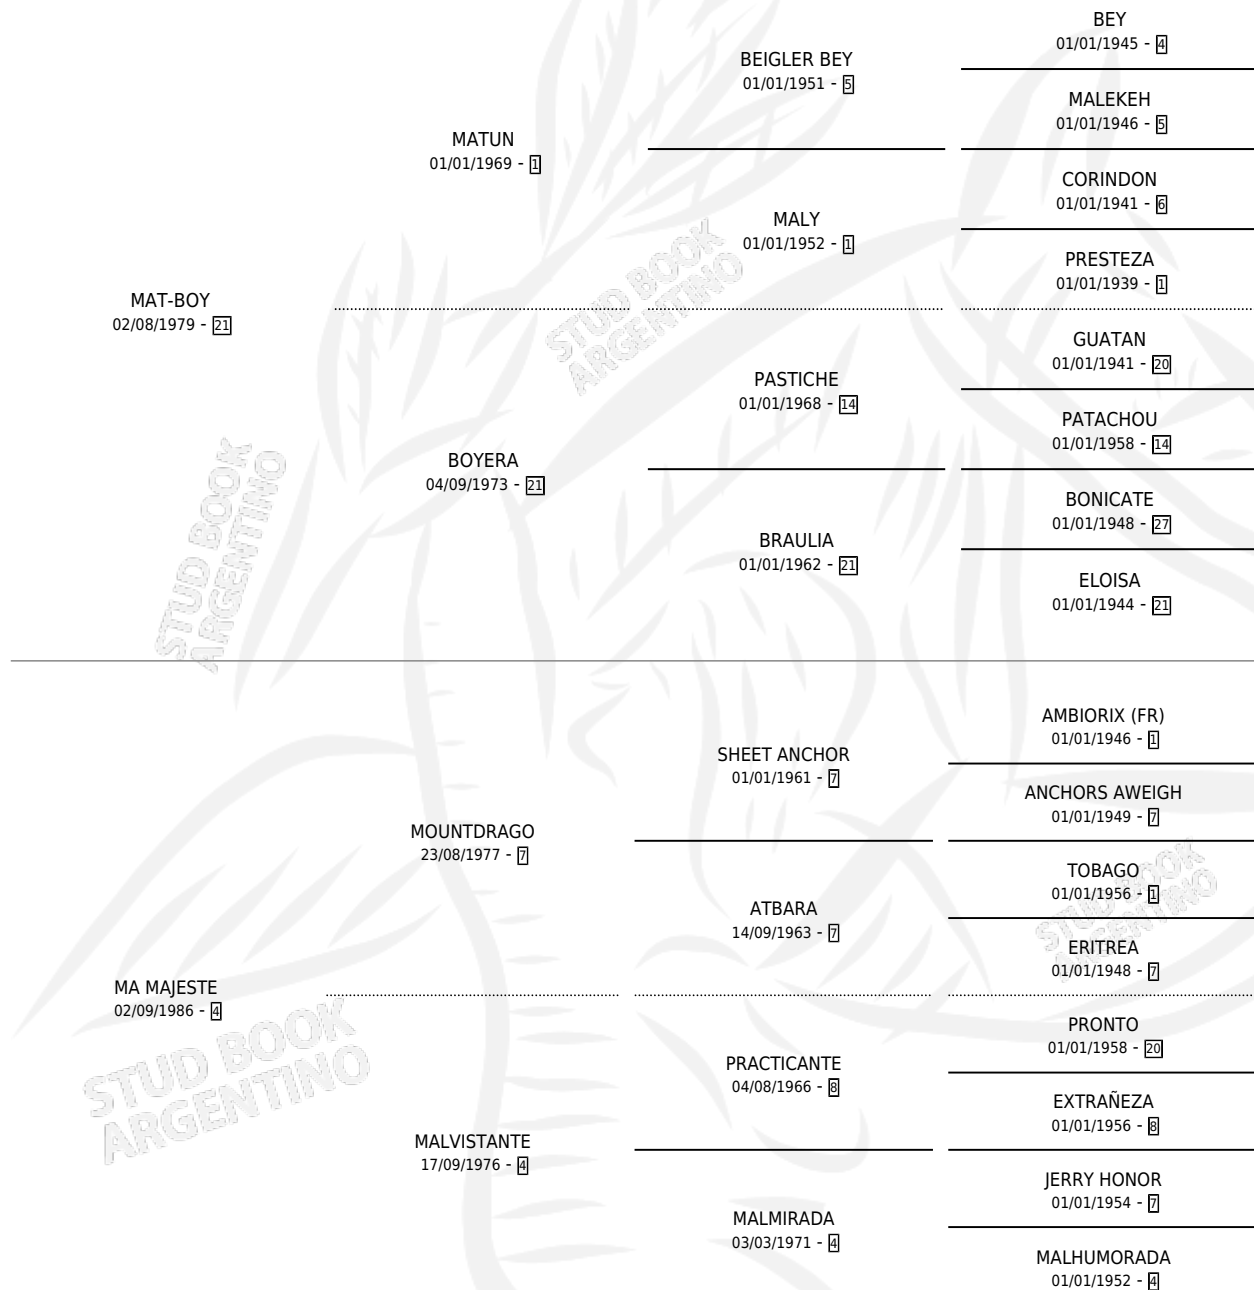 BEY
01/01/1945 - 4
BEIGLER BEY
01/01/1951 - 5
MALEKEH
01/01/1946 - 5
MATUN
01/01/1969 - 1
CORINDON
01/01/1941 - 6
MALY
01/01/1952 - 1
PRESTEZA
01/01/1939 - 1
MAT-BOY
02/08/1979 - 21
GUATAN
01/01/1941 - 20
PASTICHE
01/01/1968 - 14
PATACHOU
01/01/1958 - 14
BOYERA
04/09/1973 - 21
BONICATE
01/01/1948 - 27
BRAULIA
01/01/1962 - 21
ELOISA
01/01/1944 - 21
AMBIORIX (FR)
01/01/1946 - 1
SHEET ANCHOR
01/01/1961 - 7
ANCHORS AWEIGH
01/01/1949 - 7
MOUNTDRAGO
23/08/1977 - 7
TOBAGO
01/01/1956 - 1
ATBARA
14/09/1963 - 7
ERITREA
01/01/1948 - 7
MA MAJESTE
02/09/1986 - 4
PRONTO
01/01/1958 - 20
PRACTICANTE
04/08/1966 - 8
EXTRAÑEZA
01/01/1956 - 8
MALVISTANTE
17/09/1976 - 4
JERRY HONOR
01/01/1954 - 7
MALMIRADA
03/03/1971 - 4
MALHUMORADA
01/01/1952 - 4
STUD BOOK
ARGENTINO
STUD BOOK
ARGENTINO
STUD BOOK
ARGENTINO
STUD BOOK
ARGENTINO